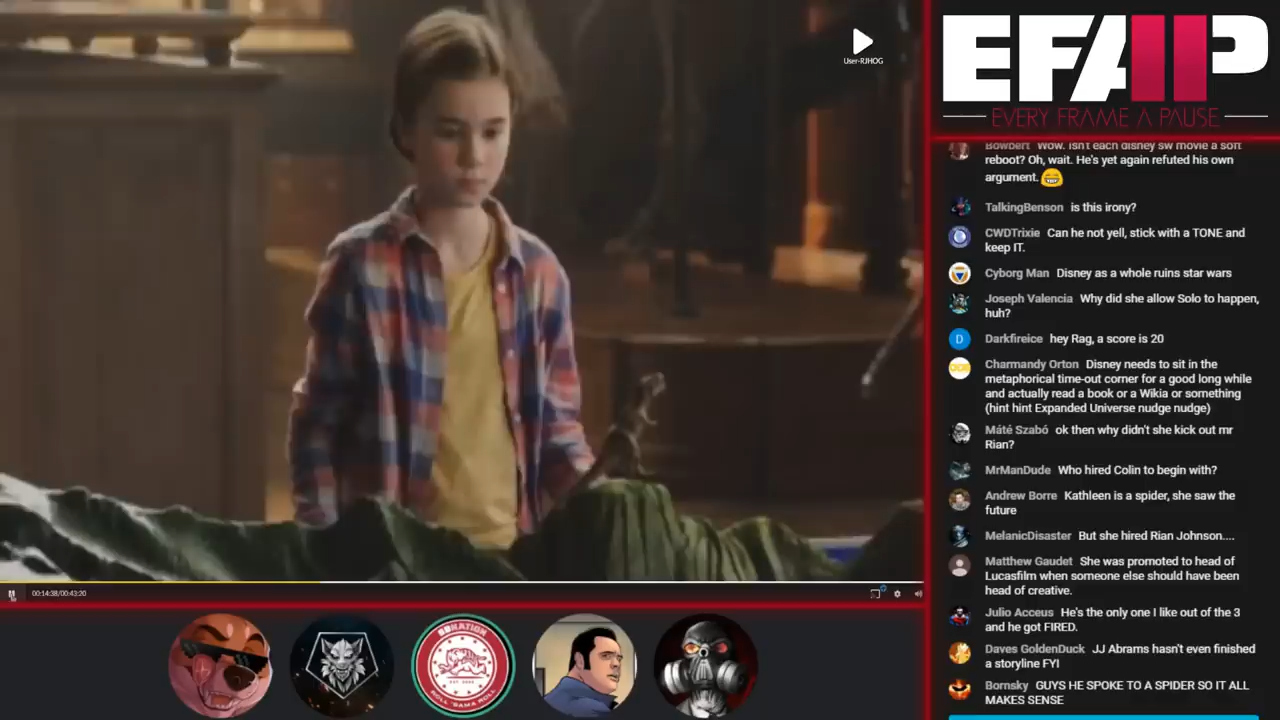 User-RJHOG
EFAP
EVERY FRAME A PAUSE
Bowbert Wow. Isn't each disney sw movie a soft
reboot? Oh, wait. He's yet again refuted his own
argument.
TalkingBenson is this irony?
CWDTrixie Can he not yell, stick with a TONE and
keep IT.
Cyborg Man Disney as a whole ruins star wars
Joseph Valencia Why did she allow Solo to happen,
huh?
D
Darkfireice hey Rag, a score is 20
Charmandy Orton Disney needs to sit in the
metaphorical time-out corner for a good long while
and actually read a book or a Wikia or something
(hint hint Expanded Universe nudge nudge)
Máté Szabó ok then why didn't she kick out mr
Rian?
MrManDude Who hired Colin to begin with?
Andrew Borre Kathleen is a spider, she saw the
future
MelanicDisaster But she hired Rian Johnson....
Matthew Gaudet She was promoted to head of
Lucasfilm when someone else should have been
head of creative.
Julio Acceus He's the only one I like out of the 3
and he got FIRED.
Daves GoldenDuck JJ Abrams hasn't even finished
a storyline FYI
Bornsky GUYS HE SPOKE TO A SPIDER SO IT ALL
MAKES SENSE
00:14:38/00:43:20
NATION
ROLL 'BAMA ROLL